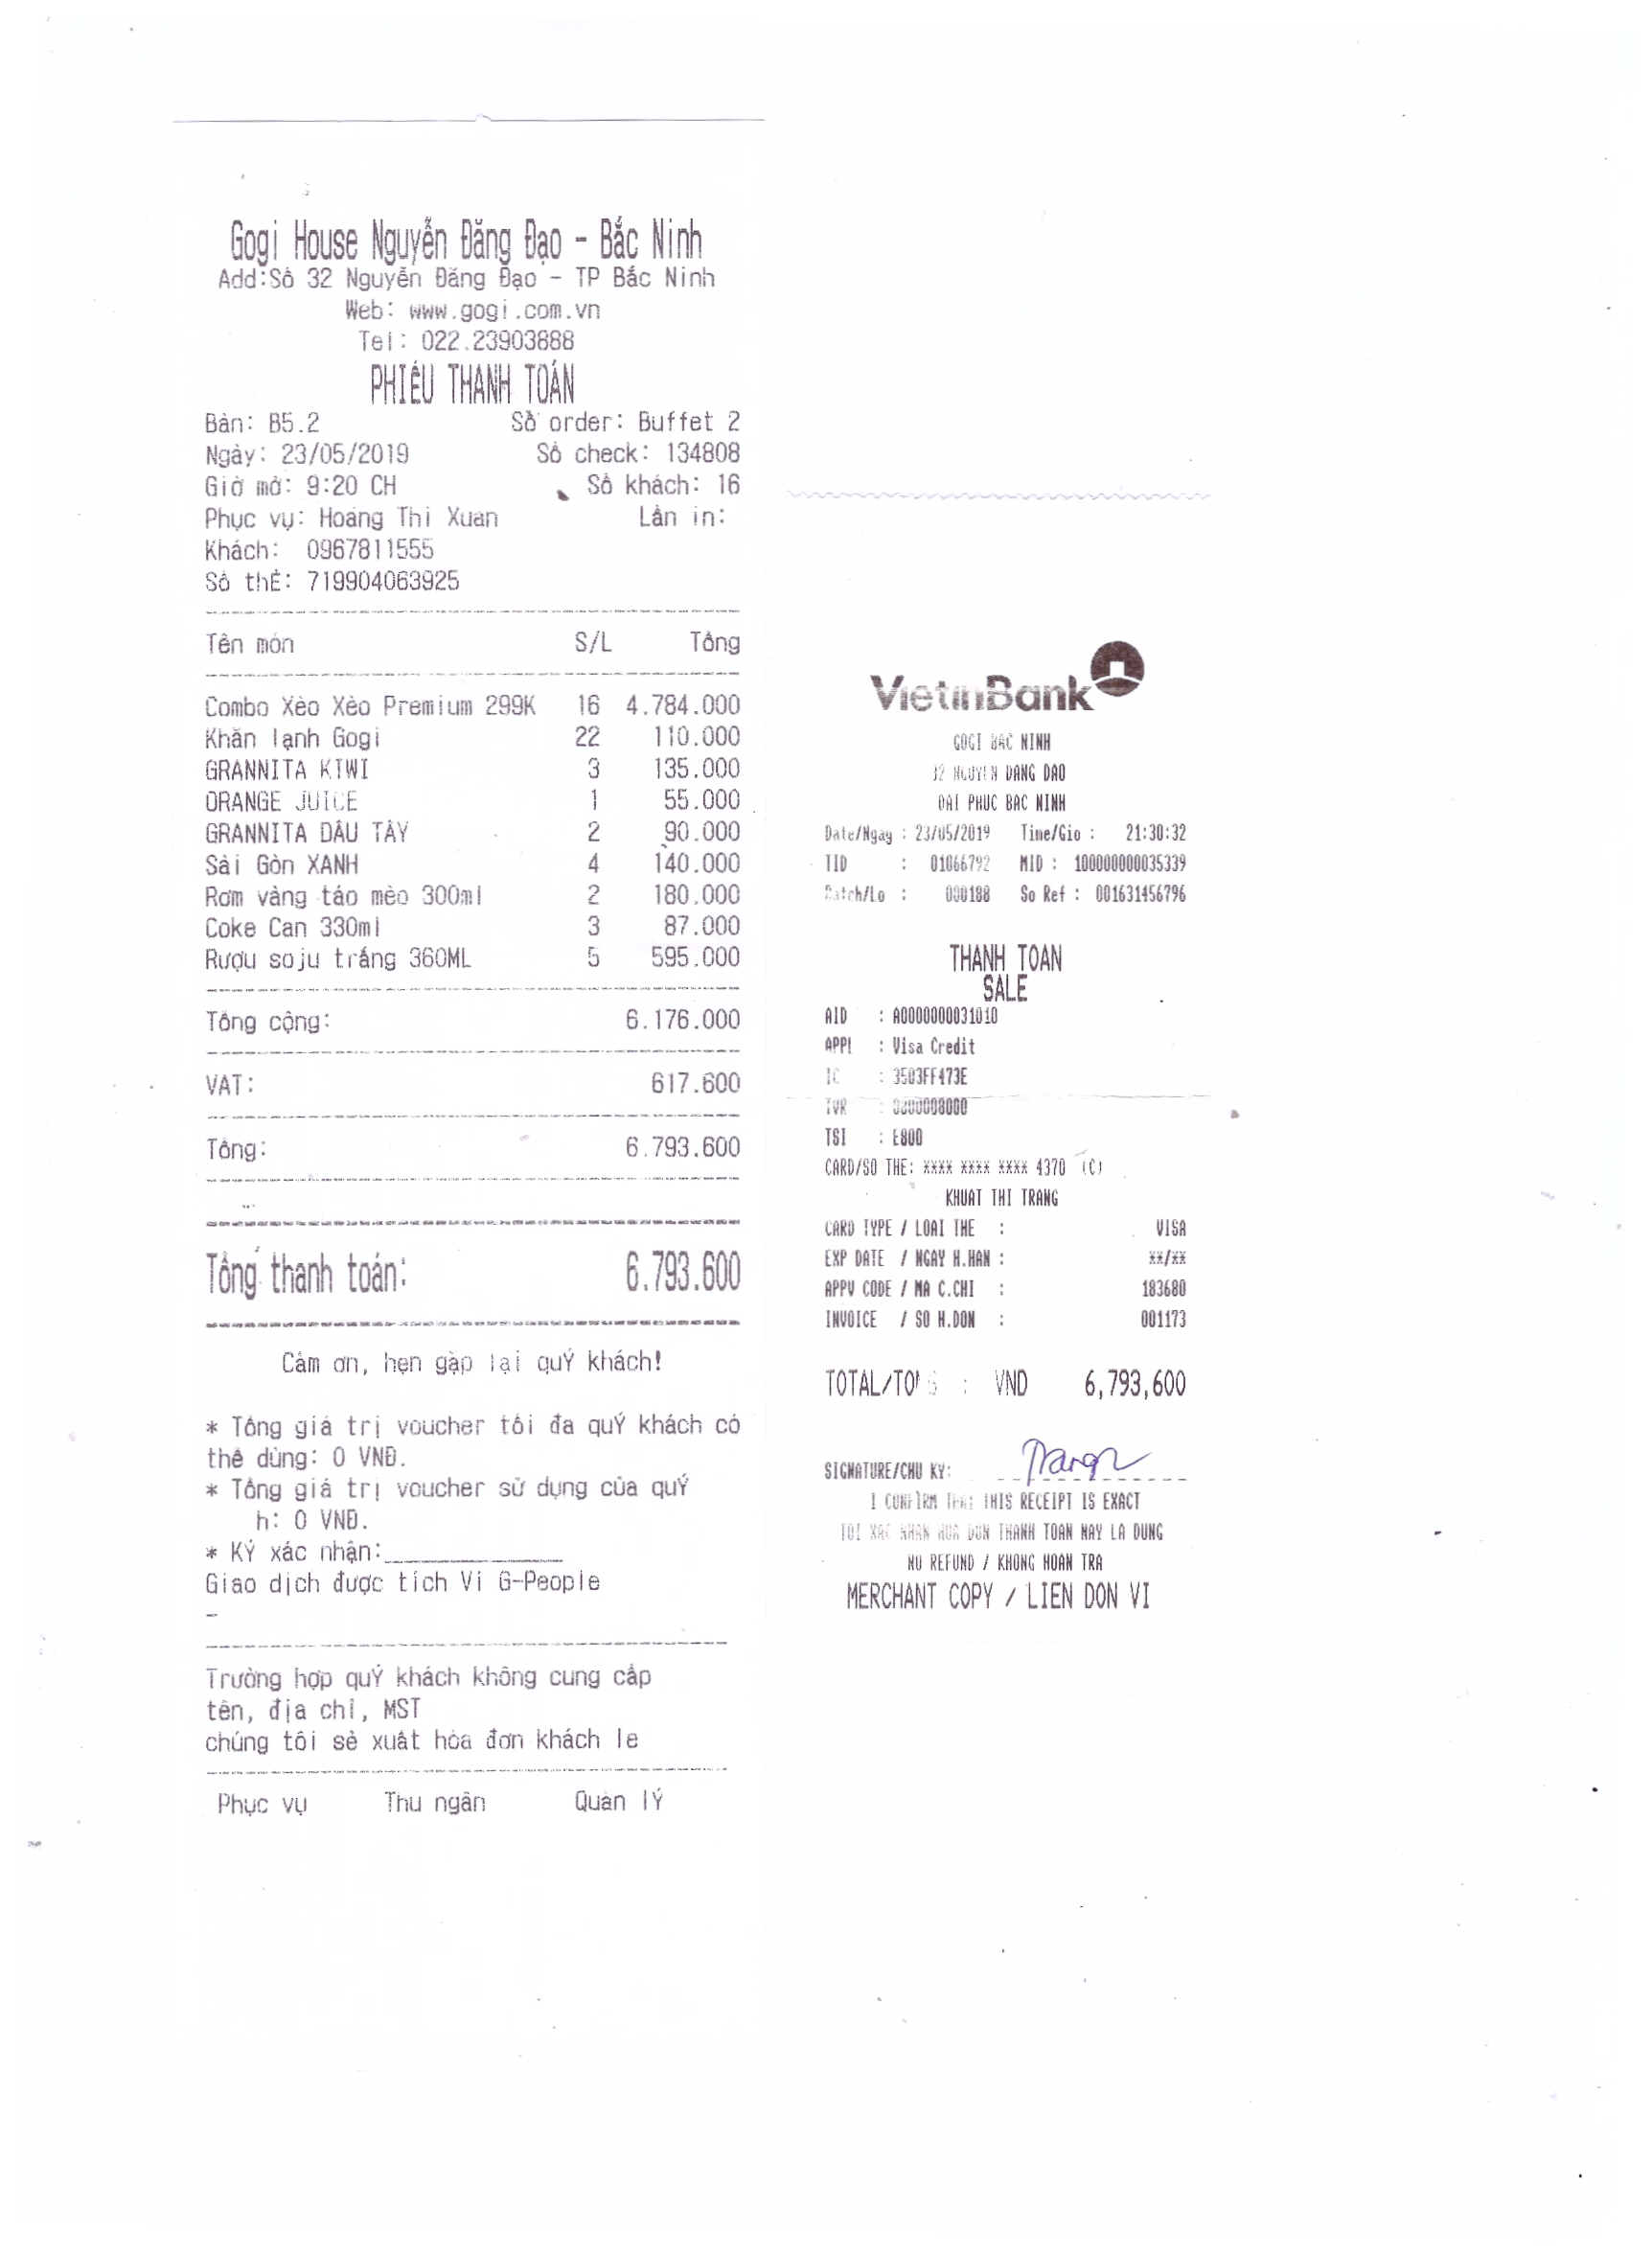 Gogi House Nguyễn Đăng Đạo - Bắc Ninh
Add:Số 32 Nguyễn Đăng Đạo - TP Bắc Ninh
Web: www.gogi.com.vn
Tel: 022.23903888
PHIẾU THANH TOÁN
Bàn: B5.2 Số order: Buffet 2
Ngày: 23/05/2019 Số check: 134808
Giờ mở: 9:20 CH Số khách: 16
Phục vụ: Hoàng Thi Xuan Lần in:
Khách: 0967811555
Số thẺ: 719904063925
Tên món S/L Tổng
Combo Xèo Xèo Premium 299K 16 4.784.000
Khăn lạnh Gogi 22 110.000
GRANNITA KIWI 3 135.000
ORANGE JUICE 1 55.000
GRANNITA DÂU TÂY 2 90.000
Sài Gòn XANH 4 140.000
Rơm vàng táo mèo 300ml 2 180.000
Coke Can 330ml 3 87.000
Rượu soju trắng 360ML 5 595.000
Tổng cộng: 6.176.000
VAT: 617.600
Tổng: 6.793.600
Tổng thanh toán: 6.793.600
Cảm ơn, hẹn gặp lại quÝ khách!
* Tổng giá trị voucher tối đa quÝ khách có
thể dùng: 0 VNĐ.
* Tổng giá trị voucher sử dụng của quÝ
h: 0 VNĐ.
* KÝ xác nhận:
Giao dịch được tích Ví G-People
-
Trường hợp quÝ khách không cung cấp
tên, địa chỉ, MST
chúng tôi sẽ xuất hóa đơn khách le
Phục vụ Thu ngân Quản lÝ
VietinBank
GOGI BAC NINH
32 NGUYEN DANG DAO
DAI PHUC BAC NINH
Date/Ngay : 23/05/2019 Time/Gio : 21:30:32
TID : 01066792 MID : 100000000035339
Batch/Lo : 000188 So Ref : 001631456796
THANH TOAN
SALE
AID : A0000000031010
APPl : Visa Credit
TC : 3503FF473E
TVR : 0800008000
TSI : E800
CARD/SO THE: xxxx xxxx xxxx 4370 (C)
KHUAT THI TRANG
CARD TYPE / LOAI THE : VISA
EXP DATE / NGAY H.HAN : xx/xx
APPV CODE / MA C.CHI : 183680
INVOICE / SO H.DON : 001173
TOTAL/TONG : VND 6,793,600
SIGNATURE/CHU KY: Trang
I CONFIRM THAT THIS RECEIPT IS EXACT
TOI XAC NHAN HOA DON THANH TOAN NAY LA DUNG
NO REFUND / KHONG HOAN TRA
MERCHANT COPY / LIEN DON VI